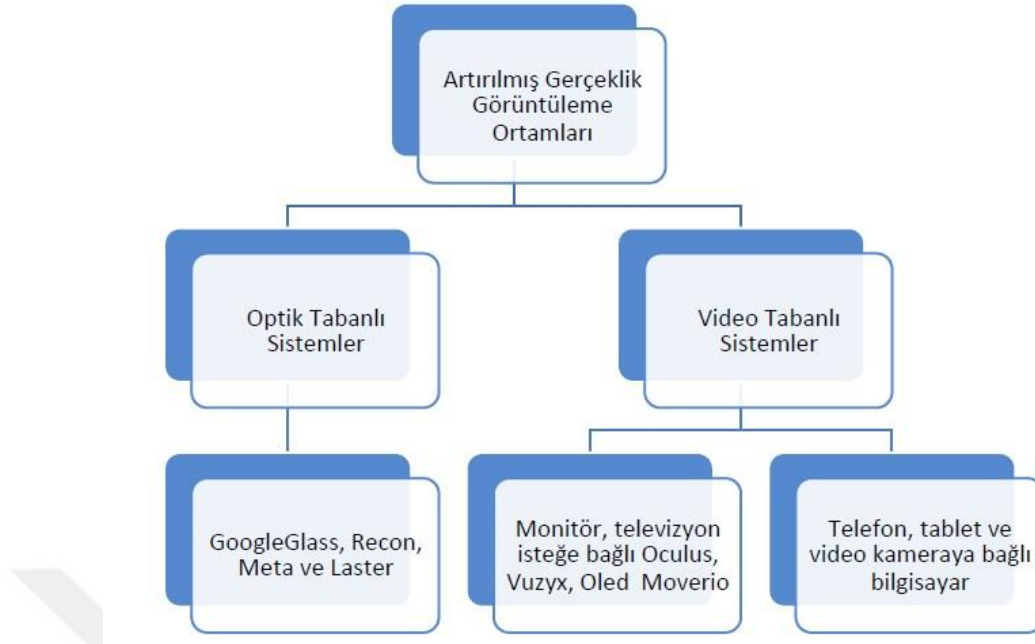 Artırılmış Gerçeklik
Görüntüleme
Ortamları
Optik Tabanlı
Sistemler
Video Tabanlı
Sistemler
GoogleGlass, Recon,
Meta ve Laster
Monitör, televizyon
isteğe bağlı Oculus,
Vuzyx, Oled Moverio
Telefon, tablet ve
video kameraya bağlı
bilgisayar